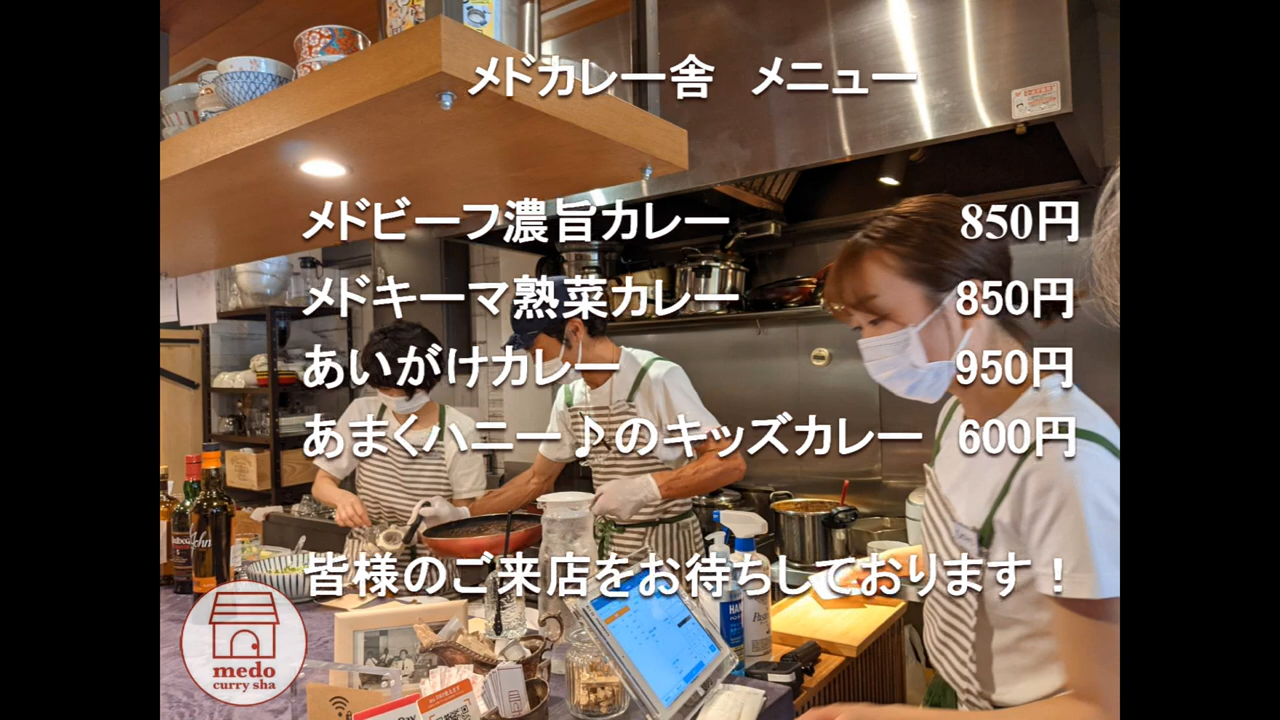 メドカレー舎　メニュー
メドビーフ濃旨カレー　850円
メドキーマ熟菜カレー　850円
あいがけカレー　950円
あまくハニー♪のキッズカレー　600円
皆様のご来店をお待ちしております！
medo
curry sha